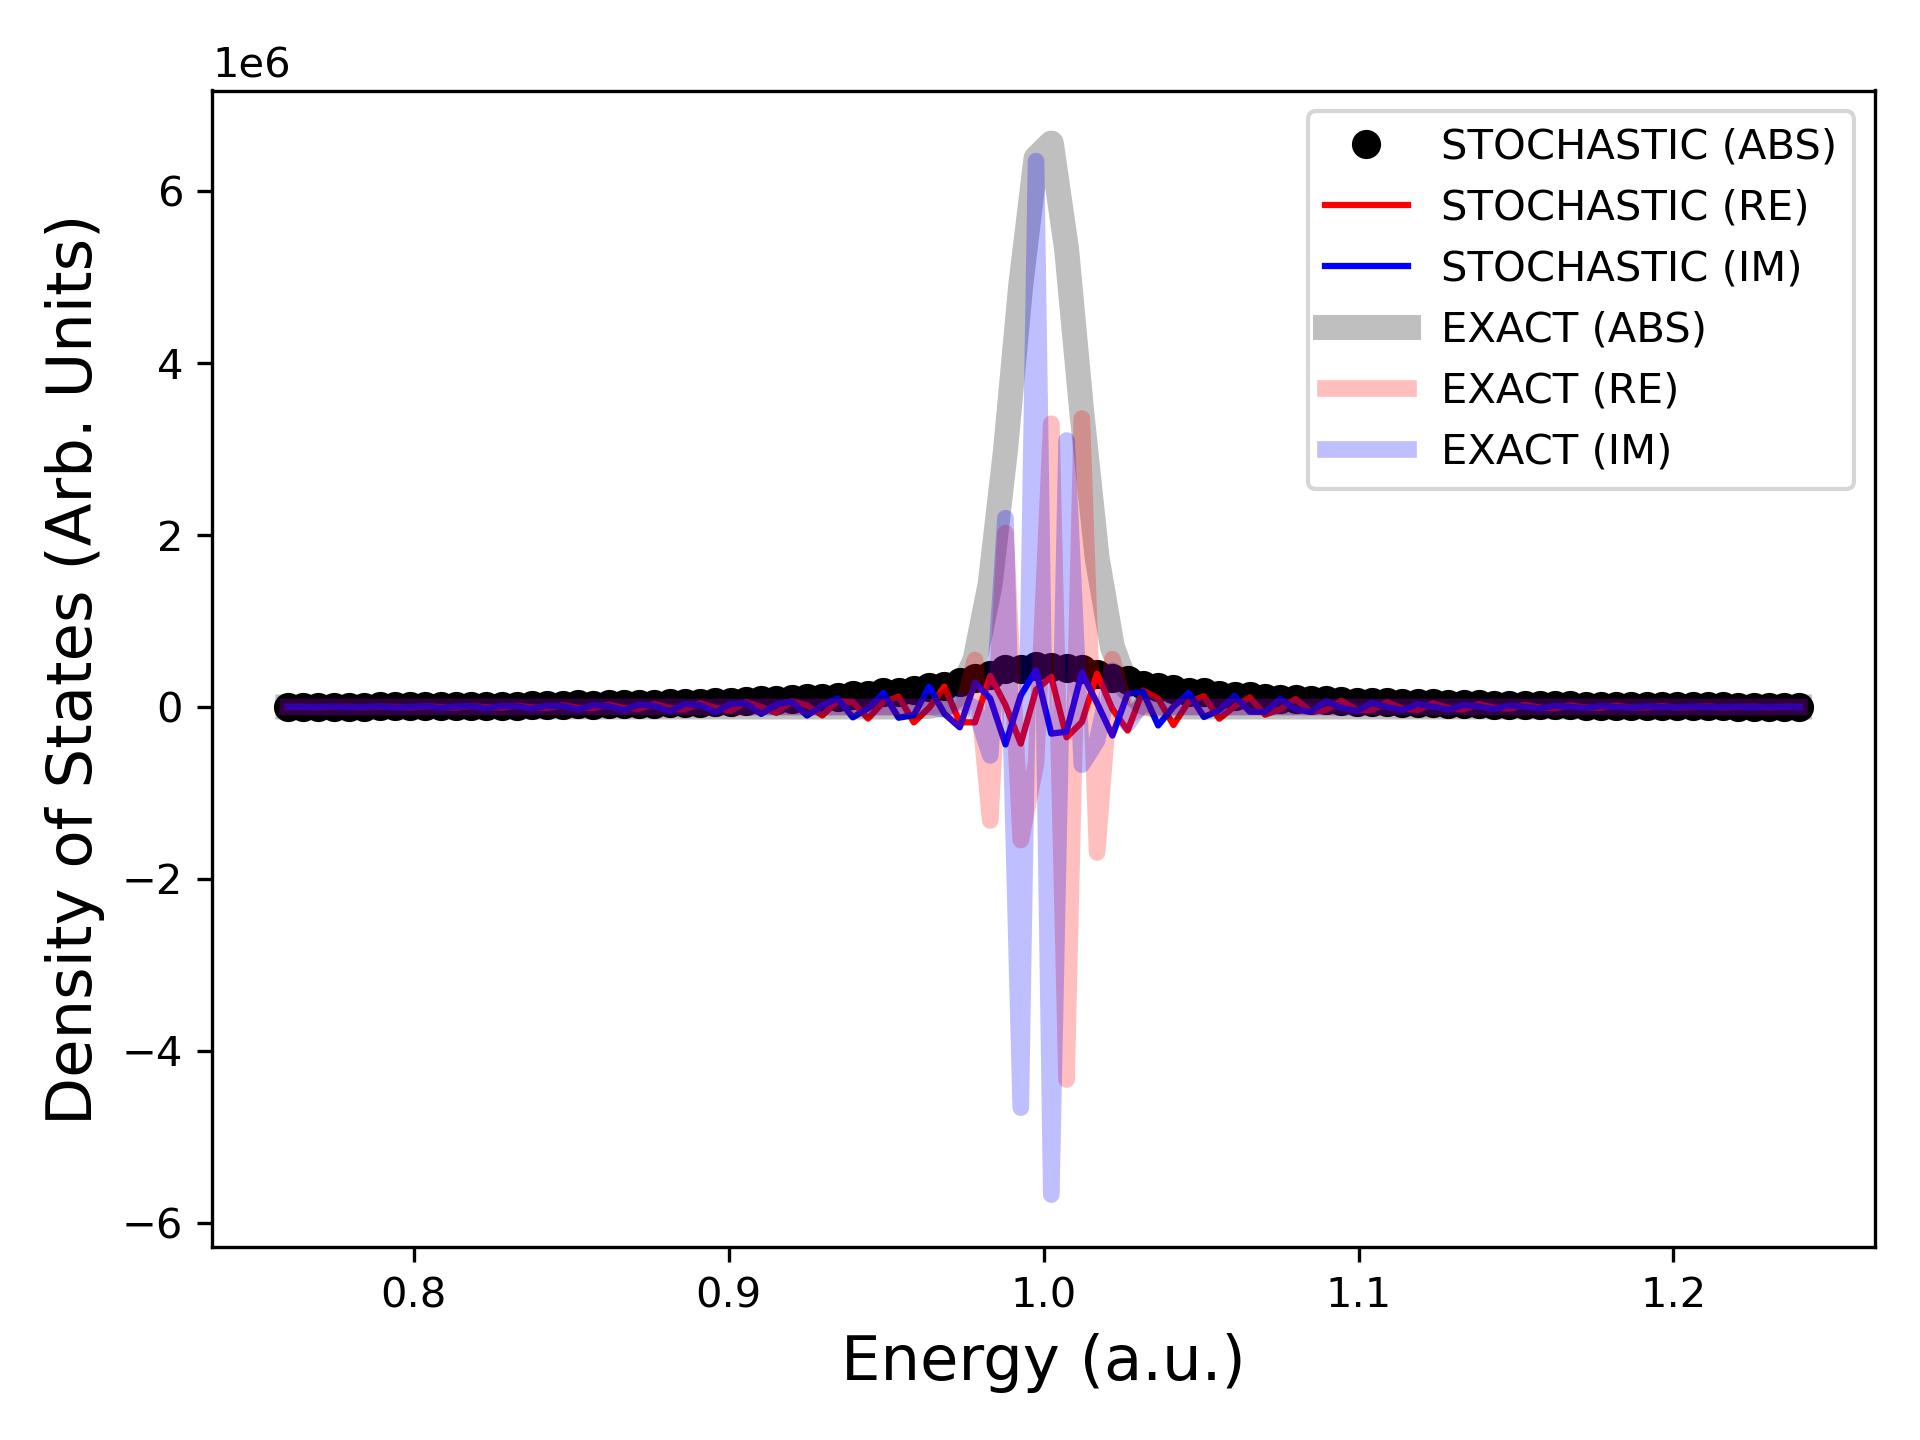 1e6
Density of States (Arb. Units)
6
4
2
0
−2
−4
−6
STOCHASTIC (ABS)
STOCHASTIC (RE)
STOCHASTIC (IM)
EXACT (ABS)
EXACT (RE)
EXACT (IM)
0.8
0.9
1.0
1.1
1.2
Energy (a.u.)